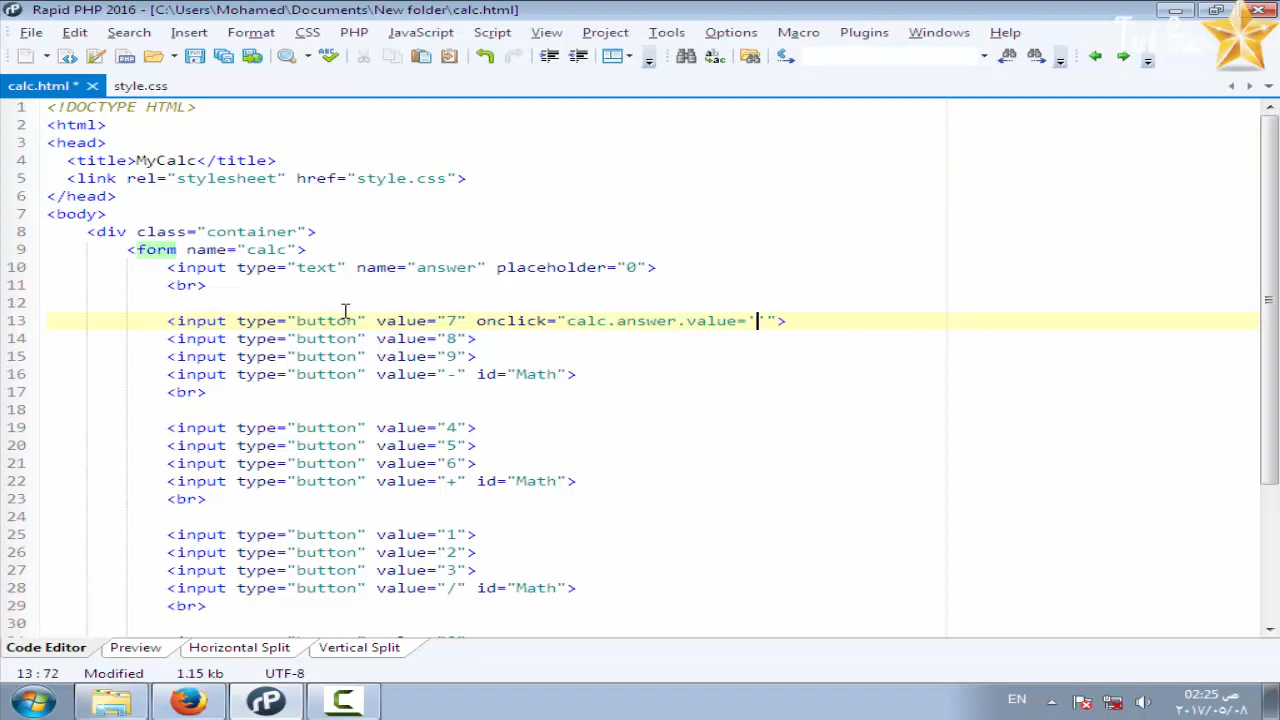 Rapid PHP 2016 - [C:\Users\Mohamed\Documents\New folder\calc.html]
File Edit Search Insert Format CSS PHP JavaScript Script View Project Tools Options Macro Plugins Windows Help
calc.html * style.css
1 <!DOCTYPE HTML>
2 <html>
3 <head>
4 <title>MyCalc</title>
5 <link rel="stylesheet" href="style.css">
6 </head>
7 <body>
8 <div class="container">
9 <form name="calc">
10 <input type="text" name="answer" placeholder="0">
11 <br>
12
13 <input type="button" value="7" onclick="calc.answer.value=''">
14 <input type="button" value="8">
15 <input type="button" value="9">
16 <input type="button" value="-" id="Math">
17 <br>
18
19 <input type="button" value="4">
20 <input type="button" value="5">
21 <input type="button" value="6">
22 <input type="button" value="+" id="Math">
23 <br>
24
25 <input type="button" value="1">
26 <input type="button" value="2">
27 <input type="button" value="3">
28 <input type="button" value="/" id="Math">
29 <br>
30
Code Editor Preview Horizontal Split Vertical Split
13 : 72 Modified 1.15 kb UTF-8
EN
02:25 ص
٢٠١٧/٠٥/٠٨